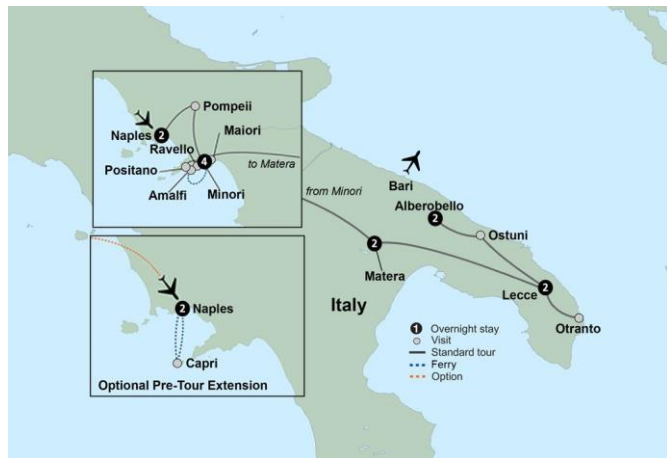 Pompeii
Naples 2
Maiori
Ravello
4
Positano
to Matera
Amalfi
Minori
from Minori
Bari
Alberobello
2
Ostuni
2
Matera
Lecce 2
Otranto
Italy
2 Naples
Capri
Optional Pre-Tour Extension
1 Overnight stay
Visit
Standard tour
Ferry
Option